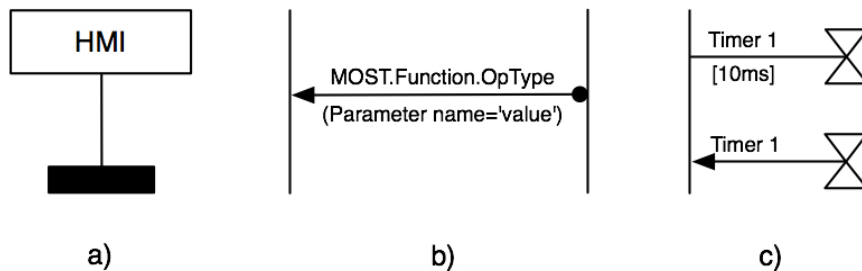 HMI
MOST.Function.OpType
(Parameter name='value')
Timer 1
[10ms]
Timer 1
a)
b)
c)